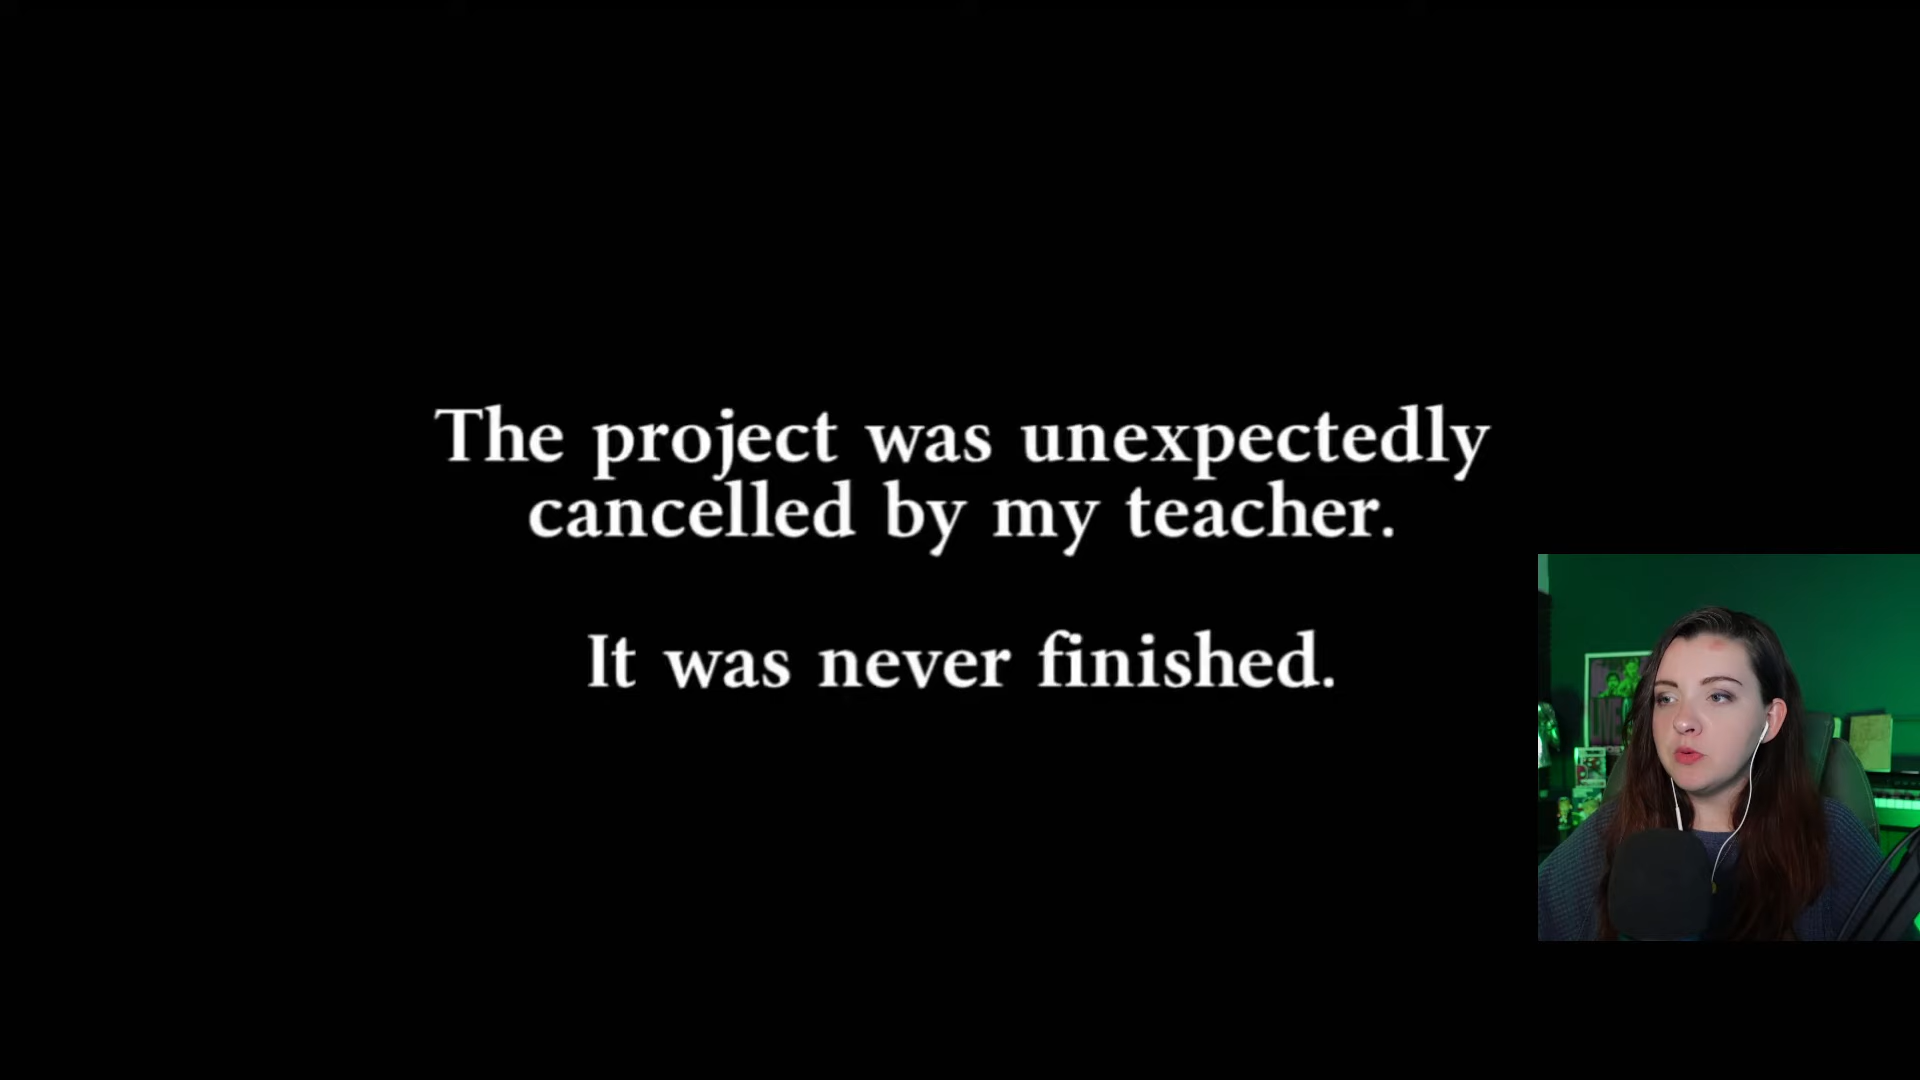 The project was unexpectedly
cancelled by my teacher.
It was never finished.